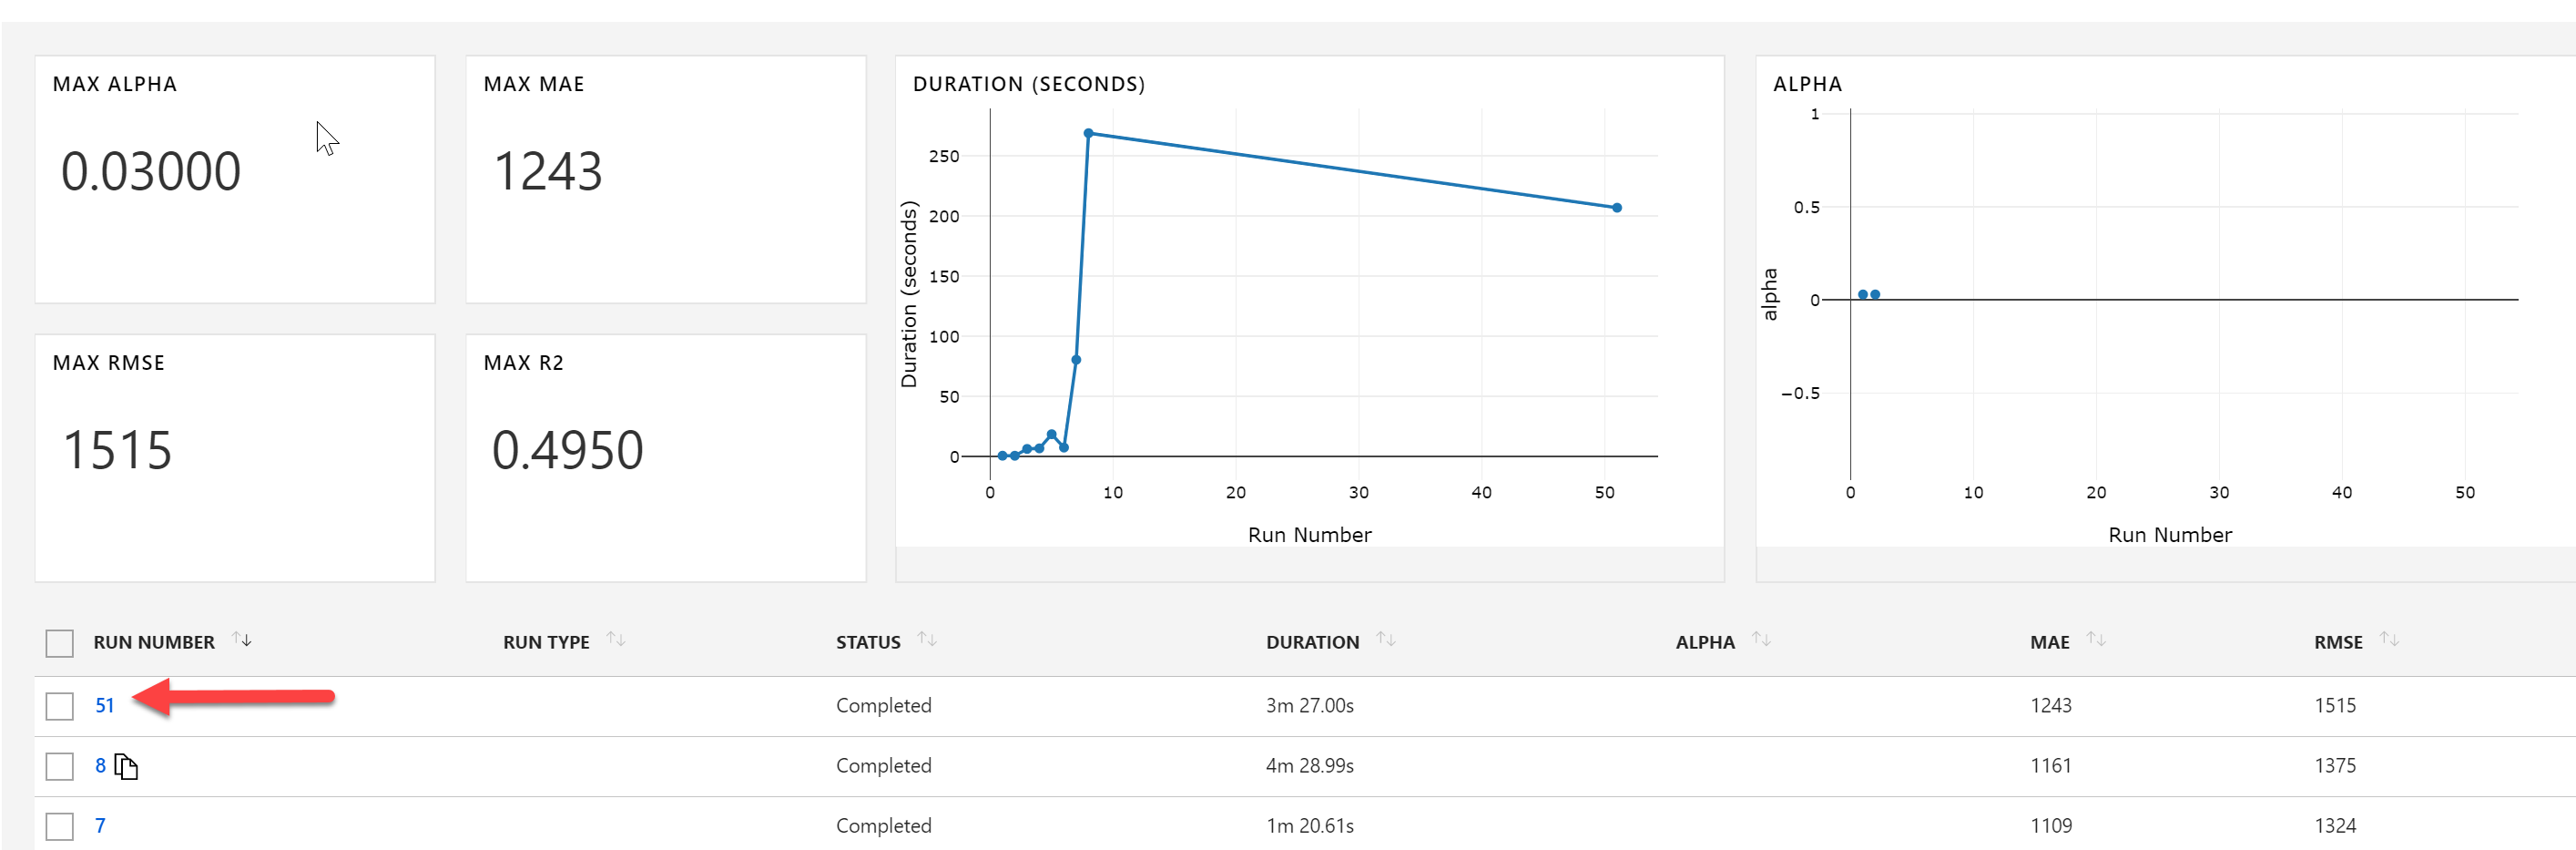 MAX ALPHA
0.03000
MAX MAE
1243
MAX RMSE
1515
MAX R2
0.4950
DURATION (SECONDS)
Duration (seconds)
250
200
150
100
50
0
0 10 20 30 40 50
Run Number
ALPHA
alpha
1
0.5
0
−0.5
0 10 20 30 40 50
Run Number
RUN NUMBER RUN TYPE STATUS DURATION ALPHA MAE RMSE
51 Completed 3m 27.00s 1243 1515
8 Completed 4m 28.99s 1161 1375
7 Completed 1m 20.61s 1109 1324